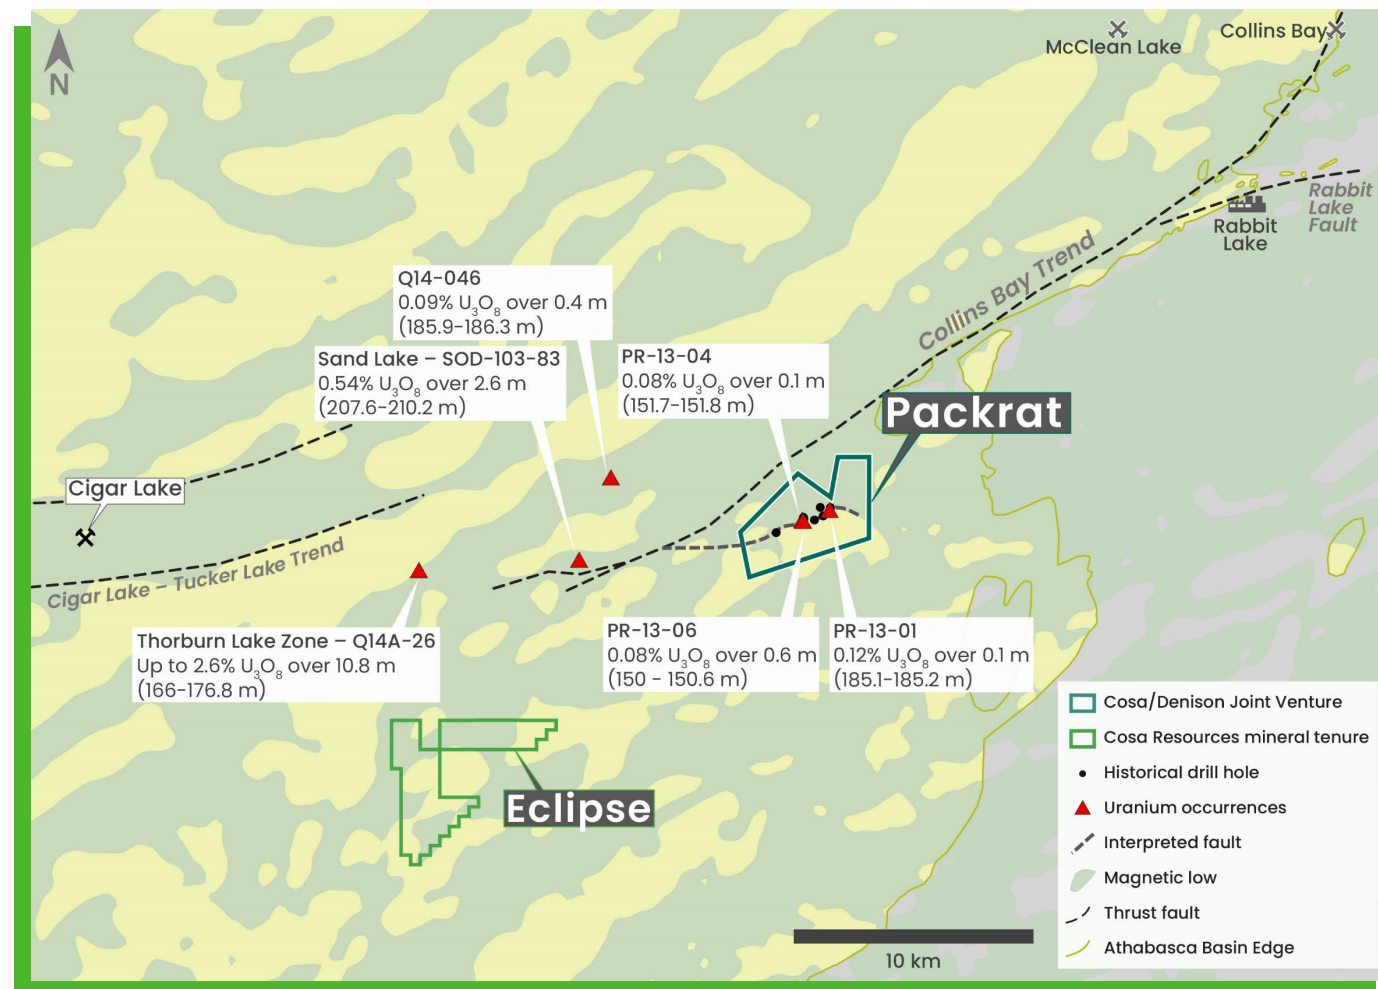 McClean Lake
Collins Bay
N
Rabbit
Lake
Fault
Rabbit
Lake
Collins Bay Trend
Q14-046
0.09% U₃O₈ over 0.4 m
(185.9-186.3 m)
Sand Lake – SOD-103-83
0.54% U₃O₈ over 2.6 m
(207.6-210.2 m)
PR-13-04
0.08% U₃O₈ over 0.1 m
(151.7-151.8 m)
Packrat
Cigar Lake
Cigar Lake – Tucker Lake Trend
Thorburn Lake Zone – Q14A-26
Up to 2.6% U₃O₈ over 10.8 m
(166-176.8 m)
PR-13-06
0.08% U₃O₈ over 0.6 m
(150 - 150.6 m)
PR-13-01
0.12% U₃O₈ over 0.1 m
(185.1-185.2 m)
Eclipse
Cosa/Denison Joint Venture
Cosa Resources mineral tenure
Historical drill hole
Uranium occurrences
Interpreted fault
Magnetic low
Thrust fault
Athabasca Basin Edge
10 km